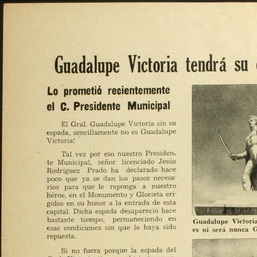 Guadalupe Victoria tendrá su
Lo prometió recientemente
el C. Presidente Municipal
El Gral. Guadalupe Victoria sin su
espada, sencillamente no es Guadalupe
Victoria!
Tal vez por eso nuestro Presiden-
te Municipal, señor licenciado Jesús
Rodríguez Prado ha declarado hace
poco que ya se dan los pasos necesa-
rios para que le reponga a nuestro
héroe, en el Monumento y Glorieta eri
gidos en su honor a la entrada de esta
capital. Dicha espada desapareció hace
bastante tiempo, permaneciendo en
esas condiciones sin que le haya sido
repuesta.
Si no fuera porque la espada del
Guadalupe Victoria
es ni será nunca G